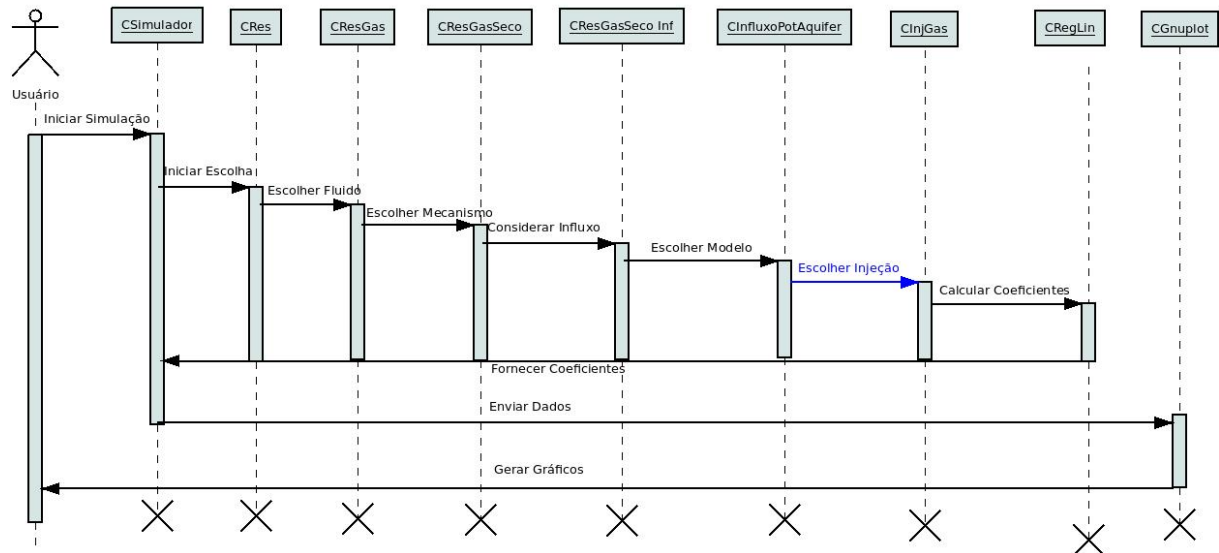 CSimulador
CRes
CResGas
CResGasSeco
CResGasSeco Inf
CInfluxoPotAquifer
CInjGas
CRegLin
CGnuplot
Usuário
Iniciar Simulação
Iniciar Escolha
Escolher Fluido
Escolher Mecanismo
Considerar Influxo
Escolher Modelo
Escolher Injeção
Calcular Coeficientes
Fornecer Coeficientes
Enviar Dados
Gerar Gráficos